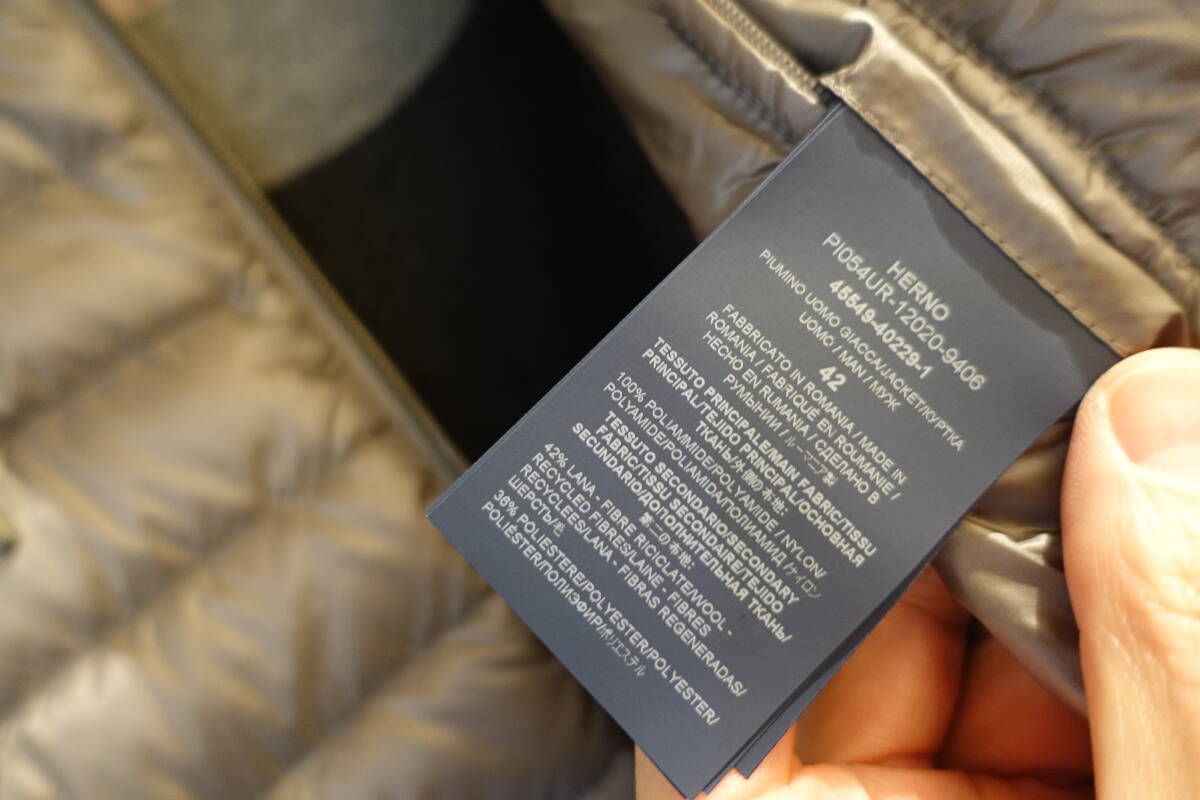 HERNO
PI054UR-12020-9406
45549-40229-1
PIUMINO UOMO GIACCA/JACKET/КУРТКА
UOMO / MAN / МУЖ
42
FABBRICATO IN ROMANIA / MADE IN
ROMANIA / FABRIQUÉ EN ROUMANIE /
HECHO EN RUMANIA / СДЕЛАНО В
РУМЫНИИ / ルーマニア製
TESSUTO PRINCIPALE/MAIN FABRIC/TISSU
PRINCIPAL/TEJIDO PRINCIPAL/ОСНОВНАЯ
ТКАНЬ/外側の布地:
100% POLIAMMIDE/POLYAMIDE / NYLON/
POLYAMIDE/POLIAMIDA/ПОЛИАМИД /ナイロン
TESSUTO SECONDARIO/SECONDARY
FABRIC/TISSU SECONDAIRE/TEJIDO
SECUNDARIO/ДОПОЛНИТЕЛЬНАЯ ТКАНЬ/
第二の布地:
42% LANA - FIBRE RICICLATE/WOOL -
RECYCLED FIBRES/LAINE - FIBRES
RECYCLÉES/LANA - FIBRAS REGENERADAS/
ШЕРСТЬ/毛
36% POLIESTERE/POLYESTER/POLYESTER/
POLIÉSTER/ПОЛИЭФИР/ポリエステル